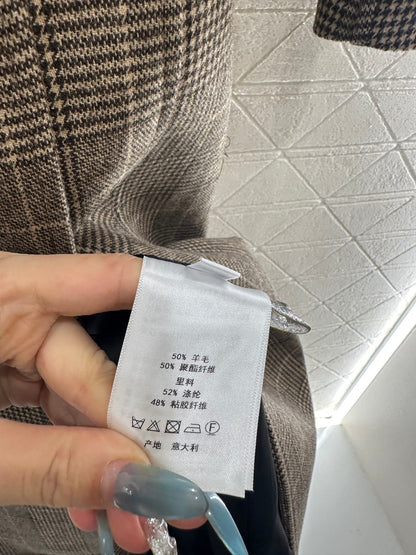 50% 羊毛
50% 聚酯纤维
里料
52% 涤纶
48% 粘胶纤维
F
产地 意大利